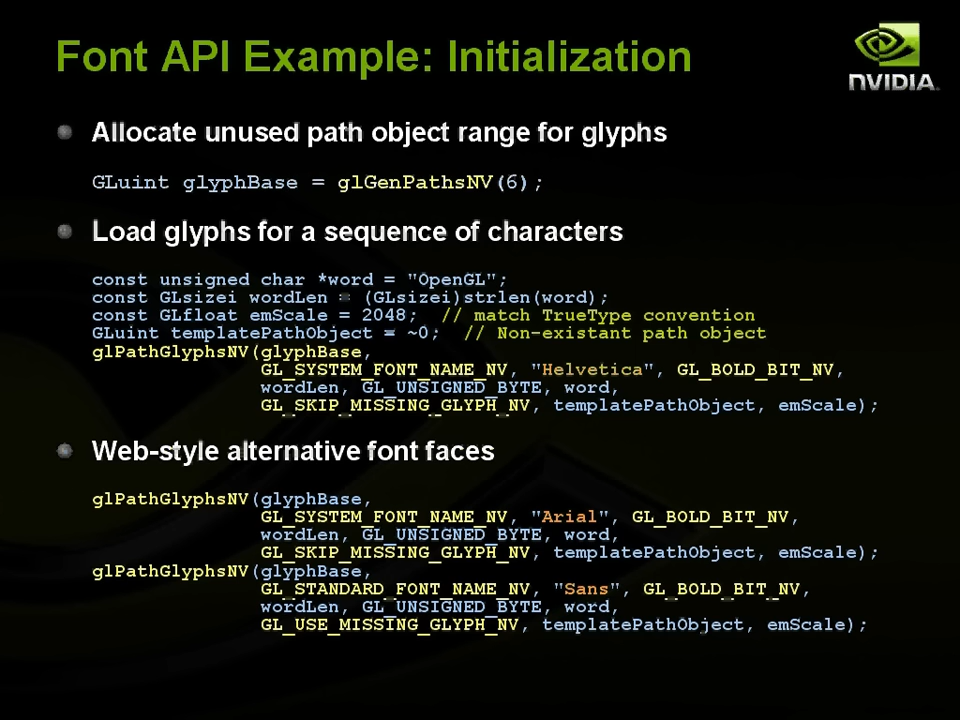 Font API Example: Initialization
NVIDIA.
Allocate unused path object range for glyphs
GLuint glyphBase = glGenPathsNV(6);
Load glyphs for a sequence of characters
const unsigned char *word = "OpenGL";
const GLsizei wordLen = (GLsizei)strlen(word);
const GLfloat emScale = 2048;  // match TrueType convention
GLuint templatePathObject = ~0;  // Non-existant path object
glPathGlyphsNV(glyphBase,
GL_SYSTEM_FONT_NAME_NV, "Helvetica", GL_BOLD_BIT_NV,
wordLen, GL_UNSIGNED_BYTE, word,
GL_SKIP_MISSING_GLYPH_NV, templatePathObject, emScale);
Web-style alternative font faces
glPathGlyphsNV(glyphBase,
GL_SYSTEM_FONT_NAME_NV, "Arial", GL_BOLD_BIT_NV,
wordLen, GL_UNSIGNED_BYTE, word,
GL_SKIP_MISSING_GLYPH_NV, templatePathObject, emScale);
glPathGlyphsNV(glyphBase,
GL_STANDARD_FONT_NAME_NV, "Sans", GL_BOLD_BIT_NV,
wordLen, GL_UNSIGNED_BYTE, word,
GL_USE_MISSING_GLYPH_NV, templatePathObject, emScale);